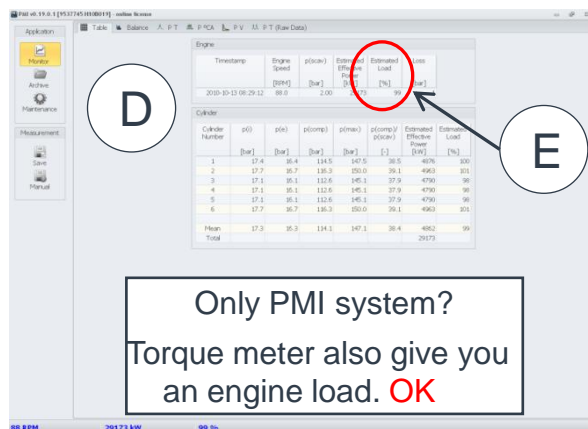 PMI v0.19.0.1 [9537745H10B019] - online license
Application
Monitor
Archive
Maintenance
Measurement
Save
Manual
Table Balance P T P °CA P V P T (Raw Data)
Engine
Timestamp Engine Speed [RPM] p(scav) [bar] Estimated Effective Power [kW] Estimated Load [%] Loss [bar]
2010-10-13 08:29:12 88.0 2.00 29173 99
Cylinder
Cylinder Number p(i) [bar] p(e) [bar] p(comp) [bar] p(max) [bar] p(comp)/p(scav) [-] Estimated Effective Power [kW] Estimated Load [%]
1 17.4 16.4 114.5 147.5 38.5 4876 100
2 17.7 16.7 116.3 150.0 39.1 4963 101
3 17.1 16.1 112.6 145.1 37.9 4790 98
4 17.1 16.1 112.6 145.1 37.9 4790 98
5 17.1 16.1 112.6 145.1 37.9 4790 98
6 17.7 16.7 116.3 150.0 39.1 4963 101
Mean 17.3 16.3 114.1 147.1 38.4 4862 99
Total 29173
D
E
Only PMI system?
Torque meter also give you
an engine load. OK
88 RPM 29173 kW 99 %